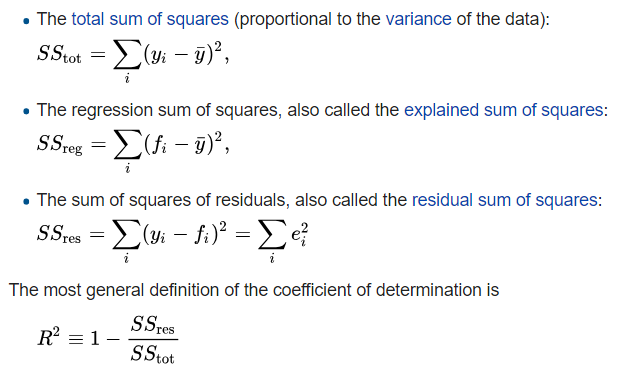 • The total sum of squares (proportional to the variance of the data):
SS_tot = ∑_i (y_i − ȳ)²,
• The regression sum of squares, also called the explained sum of squares:
SS_reg = ∑_i (f_i − ȳ)²,
• The sum of squares of residuals, also called the residual sum of squares:
SS_res = ∑_i (y_i − f_i)² = ∑_i e_i²
The most general definition of the coefficient of determination is
R² ≡ 1 − SS_res / SS_tot